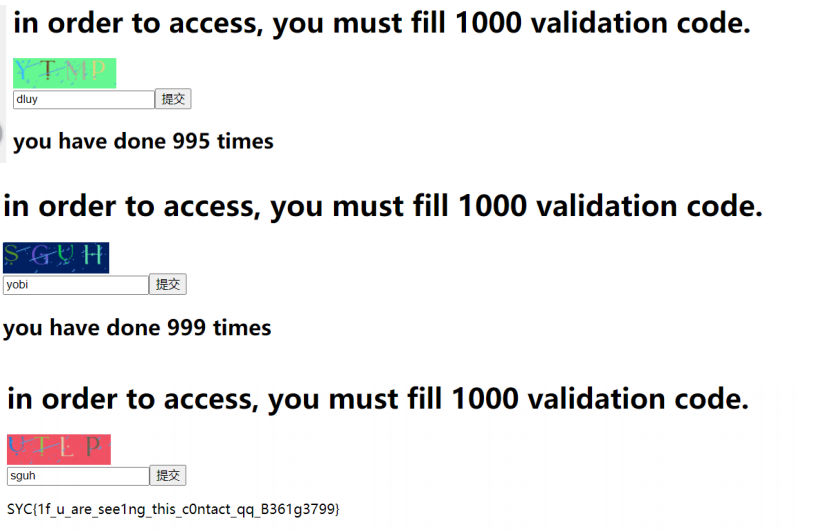 in order to access, you must fill 1000 validation code.
YTMP
dluy 提交
you have done 995 times
in order to access, you must fill 1000 validation code.
SGUH
yobi 提交
you have done 999 times
in order to access, you must fill 1000 validation code.
UTLP
sguh 提交
SYC{1f_u_are_see1ng_this_c0ntact_qq_B361g3799}